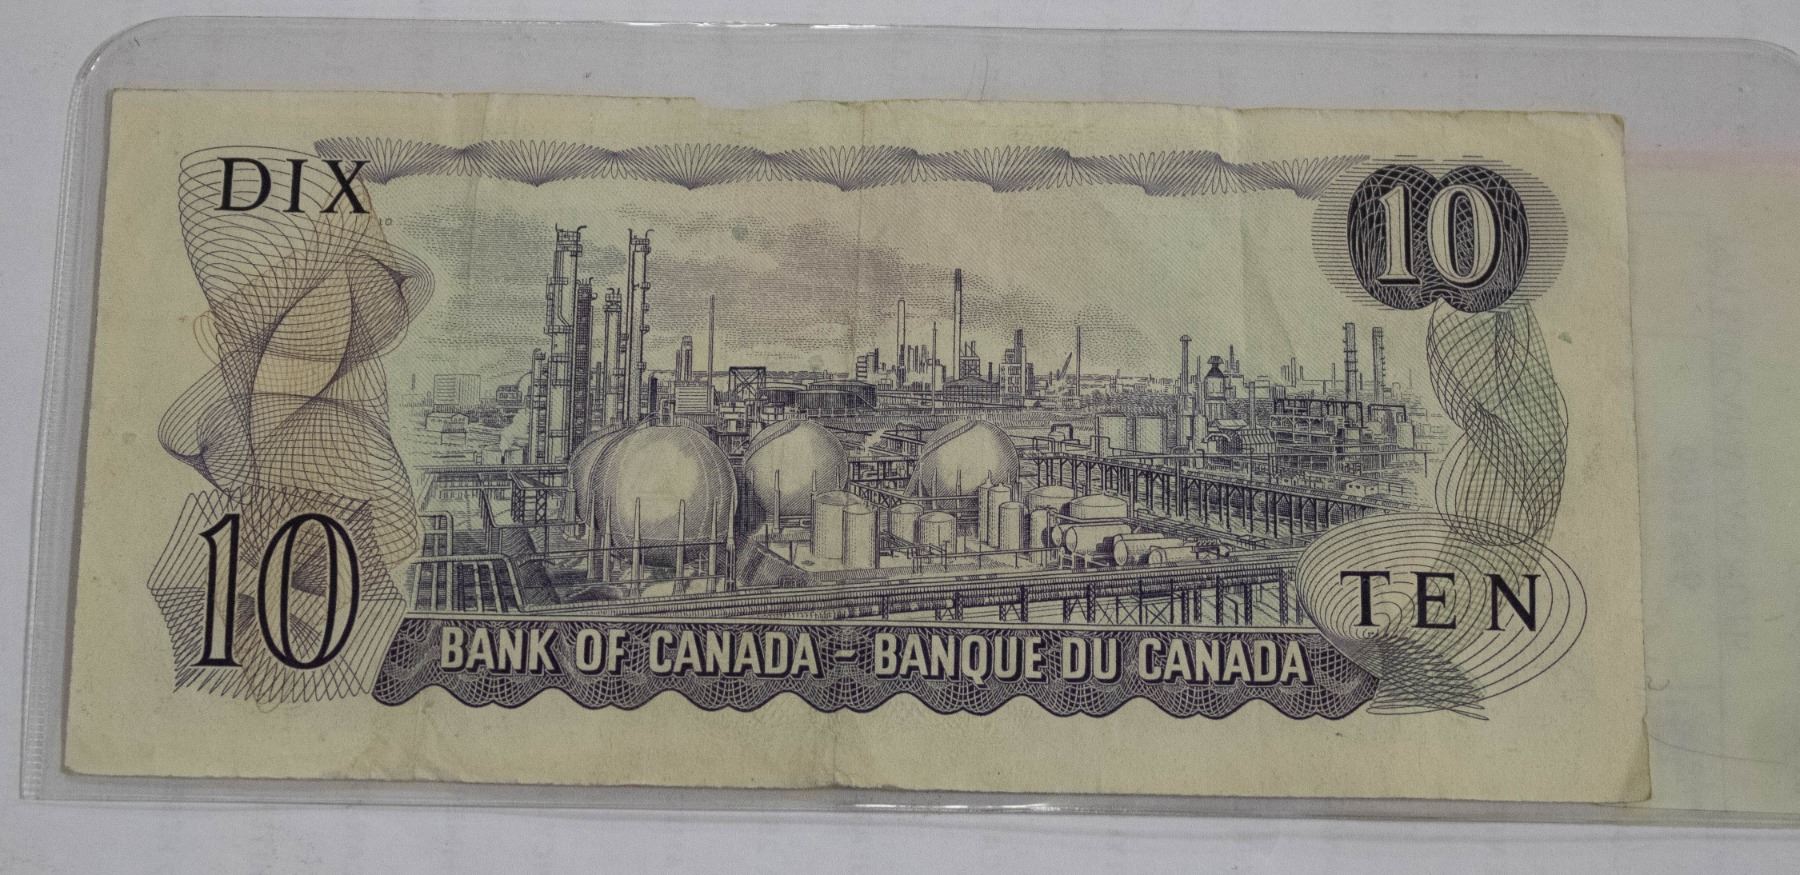 DIX
10
10
TEN
BANK OF CANADA - BANQUE DU CANADA